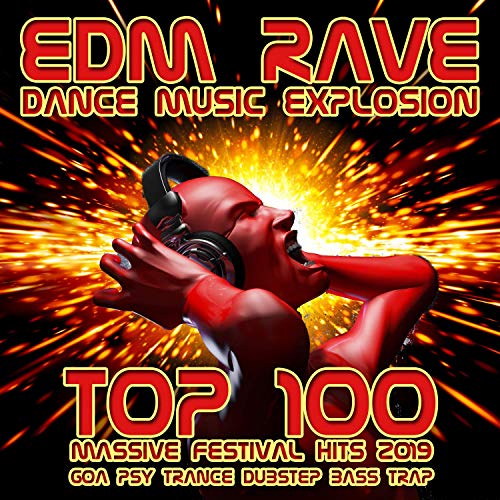 EDM RAVE
DANCE MUSIC EXPLOSION
TOP 100
MASSIVE FESTIVAL HITS 2019
GOA PSY TRANCE DUBSTEP BASS TRAP